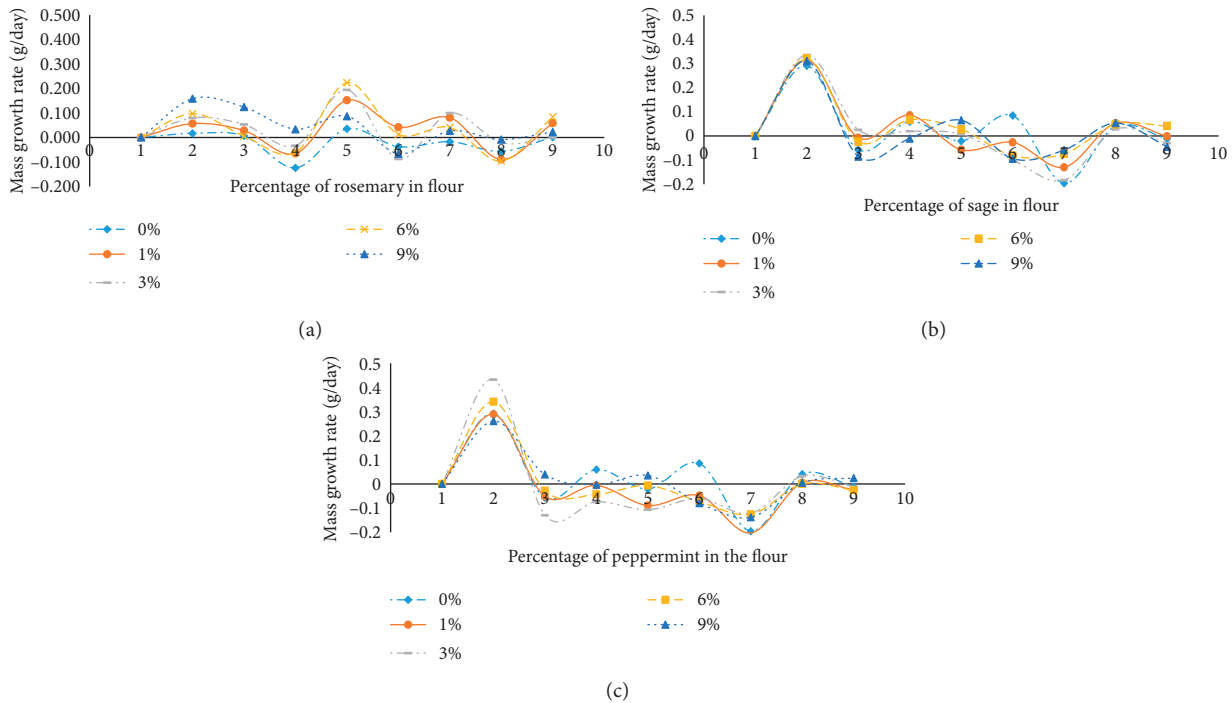 0.500
0.400
0.300
0.200
0.100
0.000
−0.100
−0.200
Mass growth rate (g/day)
0 1 2 3 4 5 6 7 8 9 10
Percentage of rosemary in flour
0% 6%
1% 9%
3%
(a)
0.5
0.4
0.3
0.2
0.1
0
−0.1
−0.2
Mass growth rate (g/day)
0 1 2 3 4 5 6 7 8 9 10
Percentage of sage in flour
0% 6%
1% 9%
3%
(b)
0.5
0.4
0.3
0.2
0.1
0
−0.1
−0.2
Mass growth rate (g/day)
0 1 2 3 4 5 6 7 8 9 10
Percentage of peppermint in the flour
0% 6%
1% 9%
3%
(c)